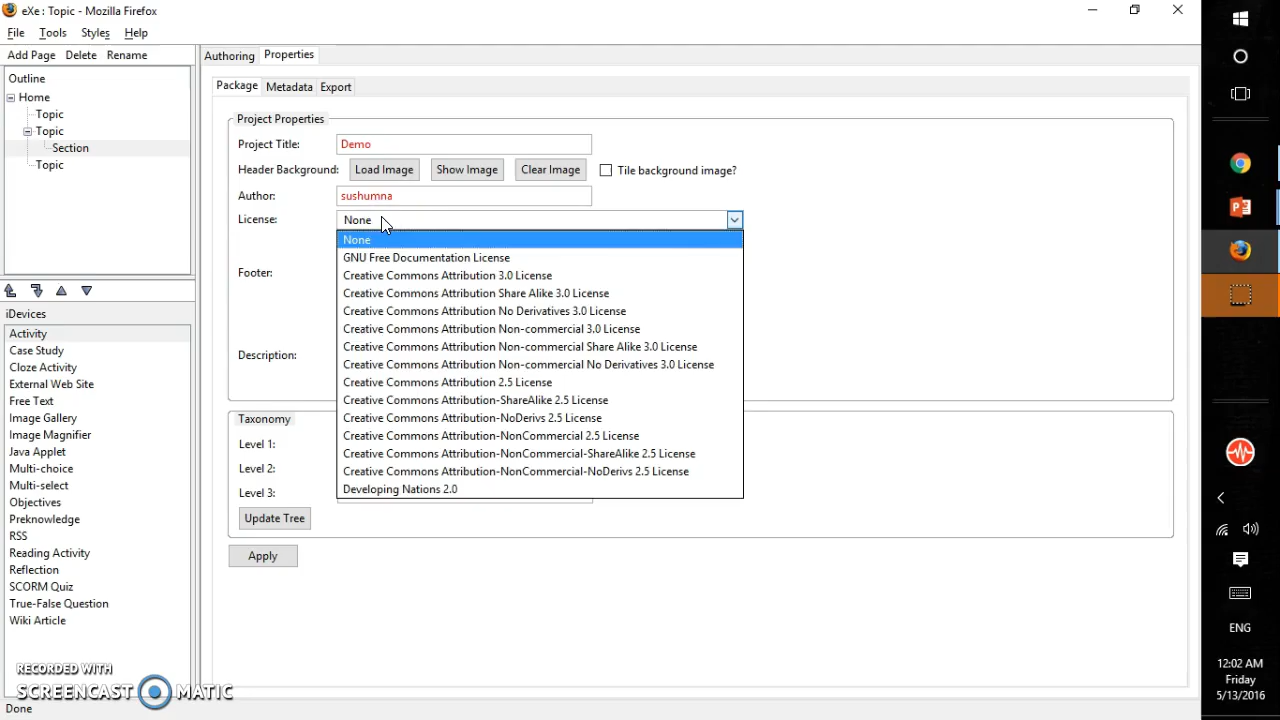 eXe : Topic - Mozilla Firefox
File Tools Styles Help
Add Page Delete Rename
Outline
Home
Topic
Topic
Section
Topic
iDevices
Activity
Case Study
Cloze Activity
External Web Site
Free Text
Image Gallery
Image Magnifier
Java Applet
Multi-choice
Multi-select
Objectives
Preknowledge
RSS
Reading Activity
Reflection
SCORM Quiz
True-False Question
Wiki Article
RECORDED WITH
SCREENCAST MATIC
Done
Authoring Properties
Package Metadata Export
Project Properties
Project Title: Demo
Header Background: Load Image Show Image Clear Image Tile background image?
Author: sushumna
License: None
None
GNU Free Documentation License
Creative Commons Attribution 3.0 License
Creative Commons Attribution Share Alike 3.0 License
Creative Commons Attribution No Derivatives 3.0 License
Creative Commons Attribution Non-commercial 3.0 License
Creative Commons Attribution Non-commercial Share Alike 3.0 License
Creative Commons Attribution Non-commercial No Derivatives 3.0 License
Creative Commons Attribution 2.5 License
Creative Commons Attribution-ShareAlike 2.5 License
Creative Commons Attribution-NoDerivs 2.5 License
Creative Commons Attribution-NonCommercial 2.5 License
Creative Commons Attribution-NonCommercial-ShareAlike 2.5 License
Creative Commons Attribution-NonCommercial-NoDerivs 2.5 License
Developing Nations 2.0
Footer:
Description:
Taxonomy
Level 1:
Level 2:
Level 3:
Update Tree
Apply
ENG
12:02 AM
Friday
5/13/2016